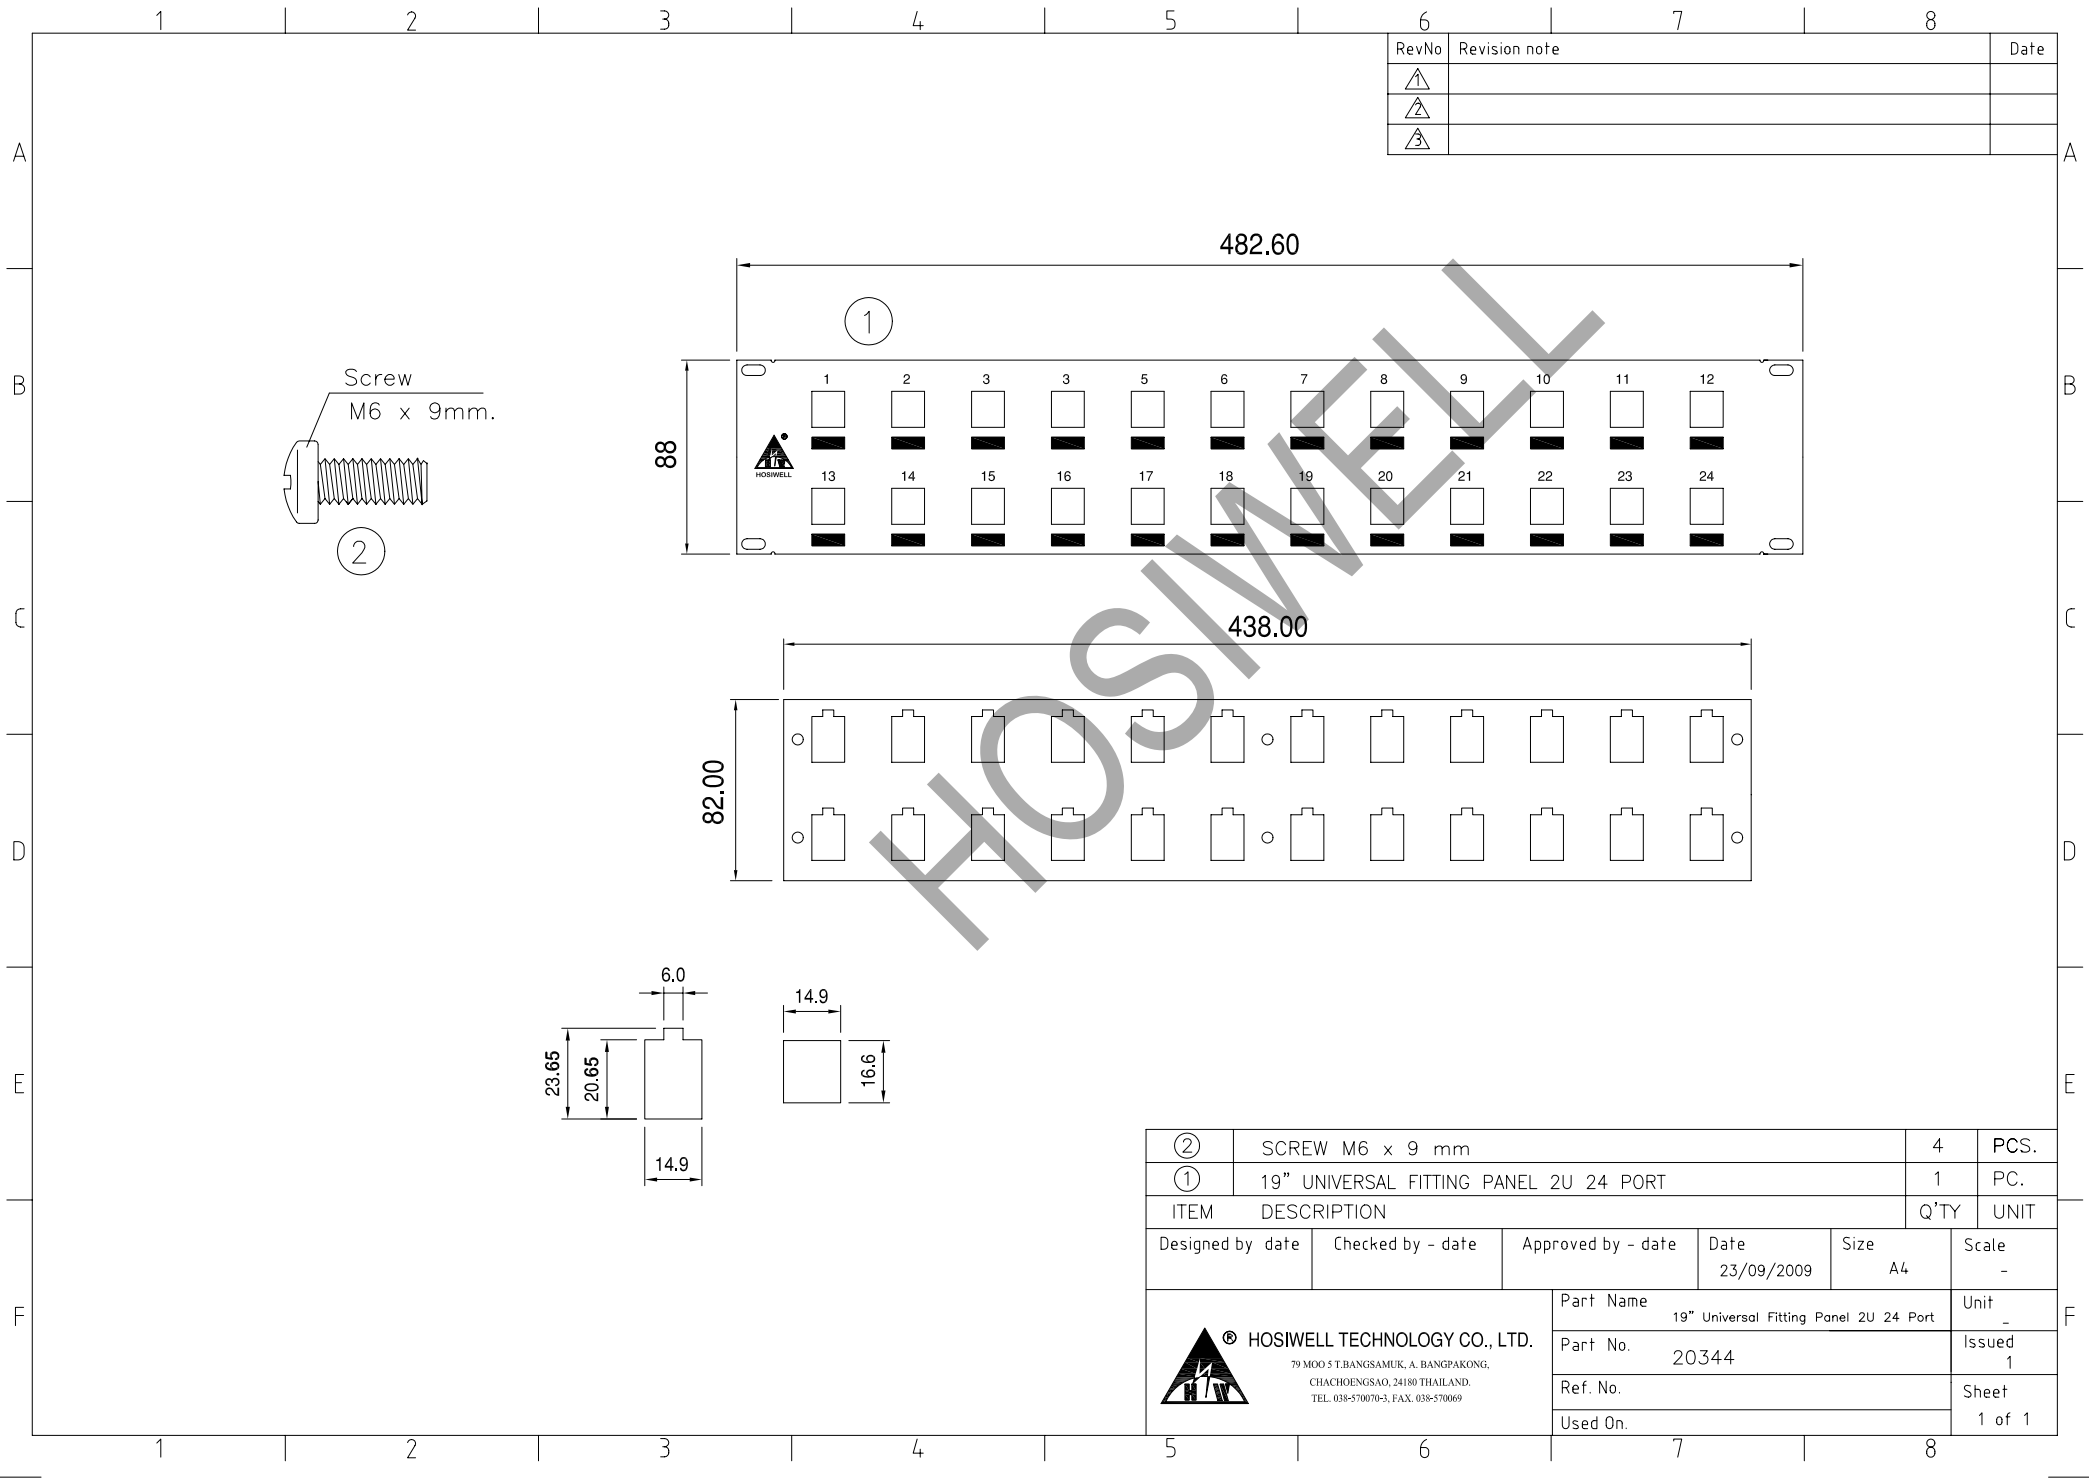 1 2 3 4 5 6 7 8
RevNo Revision note Date
1
2
3
A A
482.60
1
B B
Screw
M6 x 9mm.
2
88
1 2 3 3 5 6 7 8 9 10 11 12
HW ®
HOSIWELL
13 14 15 16 17 18 19 20 21 22 23 24
HOSIWELL
C C
438.00
82.00
D D
6.0
23.65
20.65
14.9
14.9
16.6
E E
2 SCREW M6 x 9 mm 4 PCS.
1 19” UNIVERSAL FITTING PANEL 2U 24 PORT 1 PC.
ITEM DESCRIPTION Q'TY UNIT
Designed by date Checked by - date Approved by - date Date Size Scale
23/09/2009 A4 -
F F
Part Name 19” Universal Fitting Panel 2U 24 Port
Unit
-
HW ® HOSIWELL TECHNOLOGY CO., LTD.
79 MOO 5 T.BANGSAMUK, A. BANGPAKONG,
CHACHOENGSAO, 24180 THAILAND.
TEL. 038-570070-3, FAX. 038-570069
Part No. 20344
Issued
1
Ref. No.
Sheet
1 of 1
Used On.
1 2 3 4 5 6 7 8